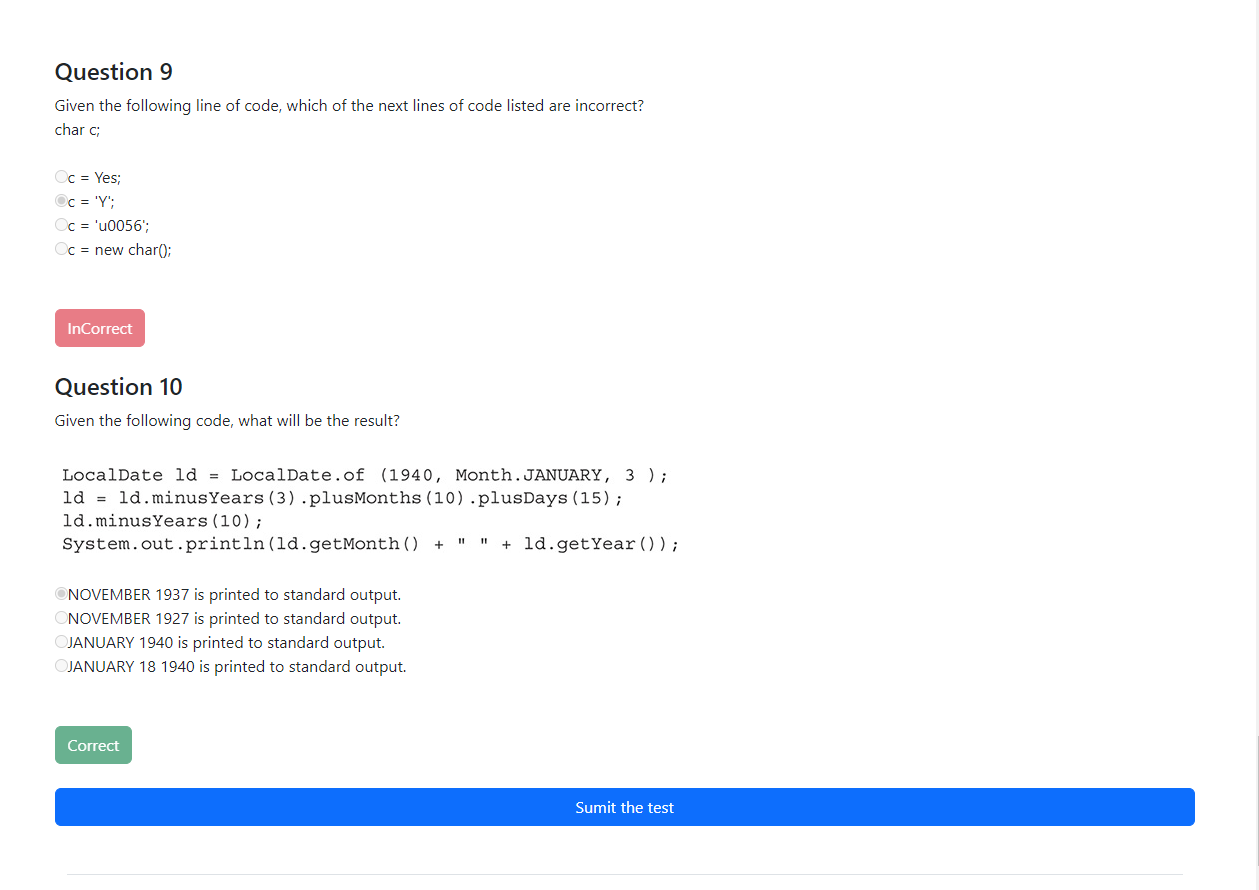 Question 9
Given the following line of code, which of the next lines of code listed are incorrect?
char c;
c = Yes;
c = 'Y';
c = 'u0056';
c = new char();
InCorrect
Question 10
Given the following code, what will be the result?
LocalDate ld = LocalDate.of (1940, Month.JANUARY, 3 );
ld = ld.minusYears(3).plusMonths(10).plusDays(15);
ld.minusYears(10);
System.out.println(ld.getMonth() + " " + ld.getYear());
NOVEMBER 1937 is printed to standard output.
NOVEMBER 1927 is printed to standard output.
JANUARY 1940 is printed to standard output.
JANUARY 18 1940 is printed to standard output.
Correct
Sumit the test